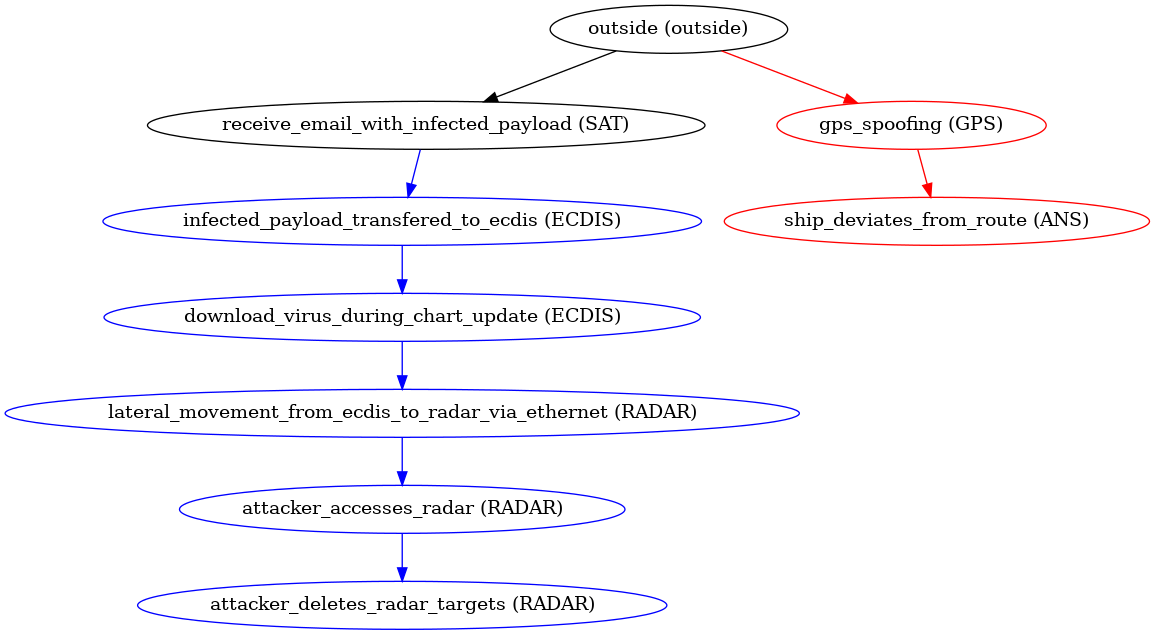 outside (outside)
receive_email_with_infected_payload (SAT)
gps_spoofing (GPS)
infected_payload_transfered_to_ecdis (ECDIS)
ship_deviates_from_route (ANS)
download_virus_during_chart_update (ECDIS)
lateral_movement_from_ecdis_to_radar_via_ethernet (RADAR)
attacker_accesses_radar (RADAR)
attacker_deletes_radar_targets (RADAR)